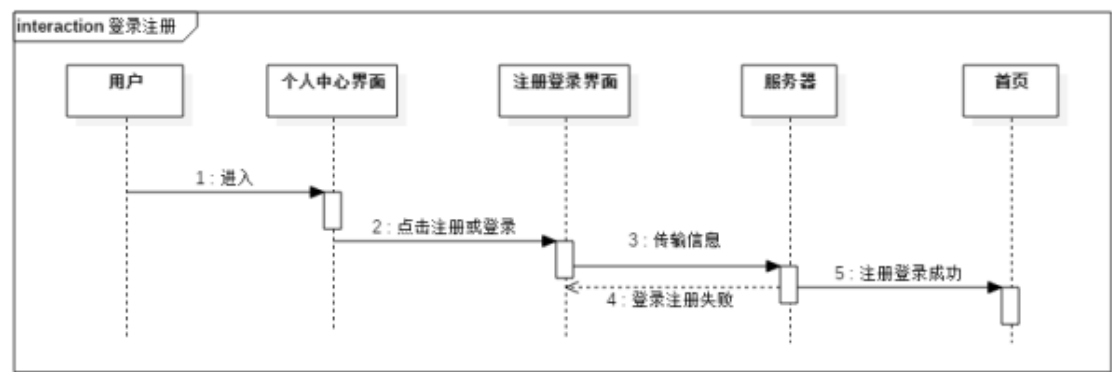 interaction 登录注册
用户
个人中心界面
注册登录界面
服务器
首页
1 : 进入
2 : 点击注册或登录
3 : 传输信息
4 : 登录注册失败
5 : 注册登录成功